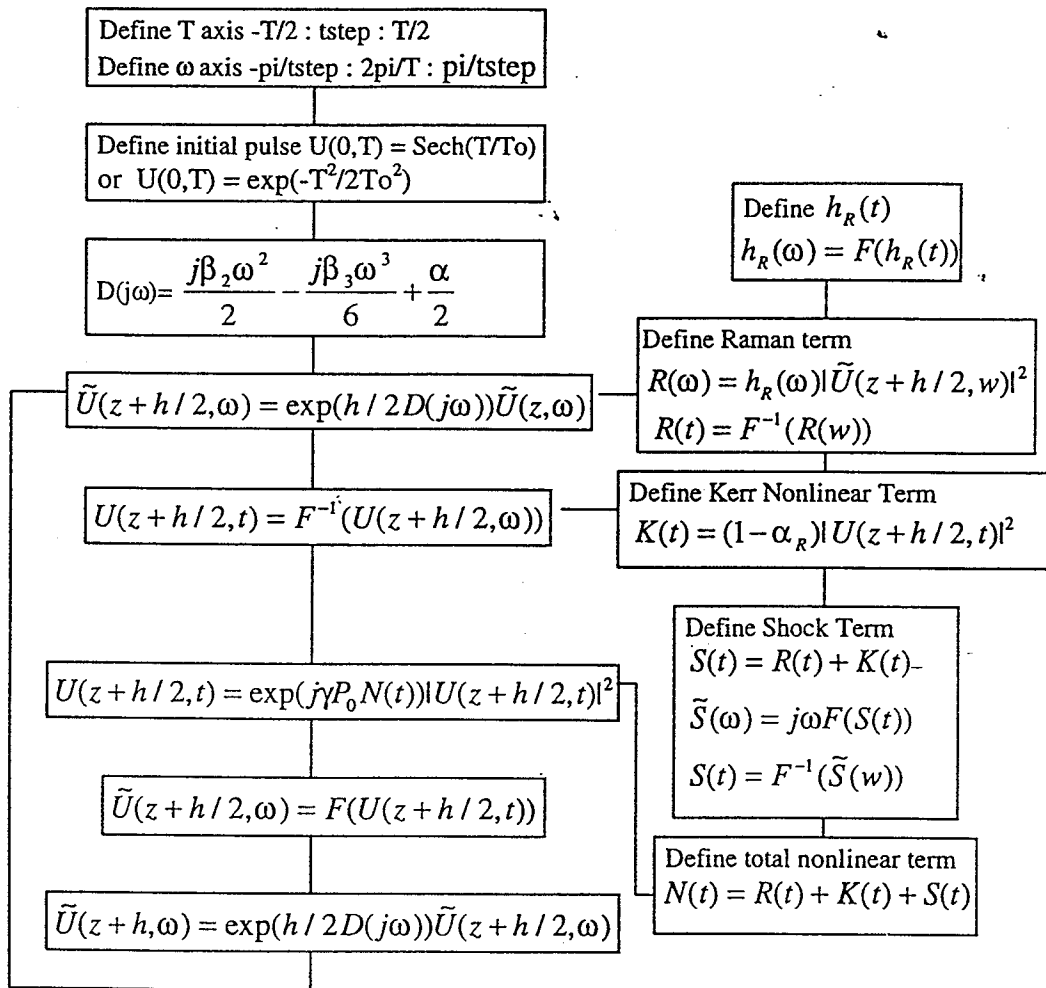 Define T axis -T/2 : tstep : T/2
Define ω axis -pi/tstep : 2pi/T : pi/tstep
Define initial pulse U(0,T) = Sech(T/To)
or U(0,T) = exp(-T²/2To²)
D(jω)= jβ₂ω²/2 − jβ₃ω³/6 + α/2
Ũ(z+h/2,ω) = exp(h/2D(jω))Ũ(z,ω)
U(z+h/2,t) = F⁻¹(U(z+h/2,ω))
U(z+h/2,t) = exp(jγP₀N(t))|U(z+h/2,t)|²
Ũ(z+h/2,ω) = F(U(z+h/2,t))
Ũ(z+h,ω) = exp(h/2D(jω))Ũ(z+h/2,ω)
Define h_R(t)
h_R(ω) = F(h_R(t))
Define Raman term
R(ω) = h_R(ω)|Ũ(z+h/2,w)|²
R(t) = F⁻¹(R(w))
Define Kerr Nonlinear Term
K(t) = (1−α_R)|U(z+h/2,t)|²
Define Shock Term
S(t) = R(t) + K(t)
S̃(ω) = jωF(S(t))
S(t) = F⁻¹(S̃(w))
Define total nonlinear term
N(t) = R(t) + K(t) + S(t)